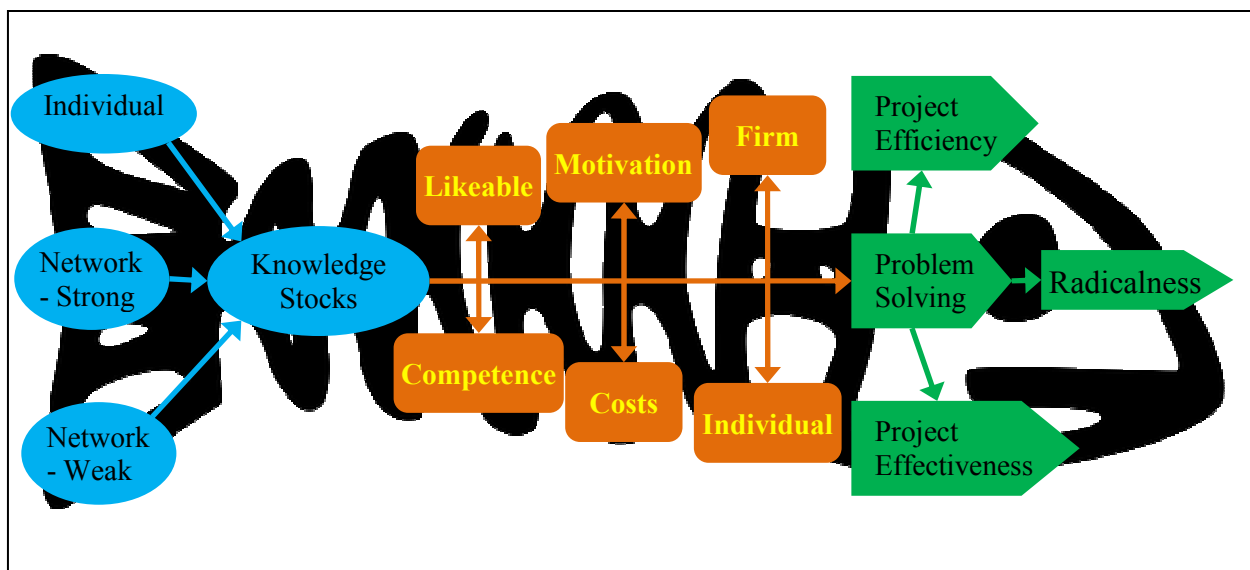 Individual
Network
- Strong
Network
- Weak
Knowledge
Stocks
Likeable
Competence
Motivation
Costs
Firm
Individual
Project
Efficiency
Problem
Solving
Radicalness
Project
Effectiveness